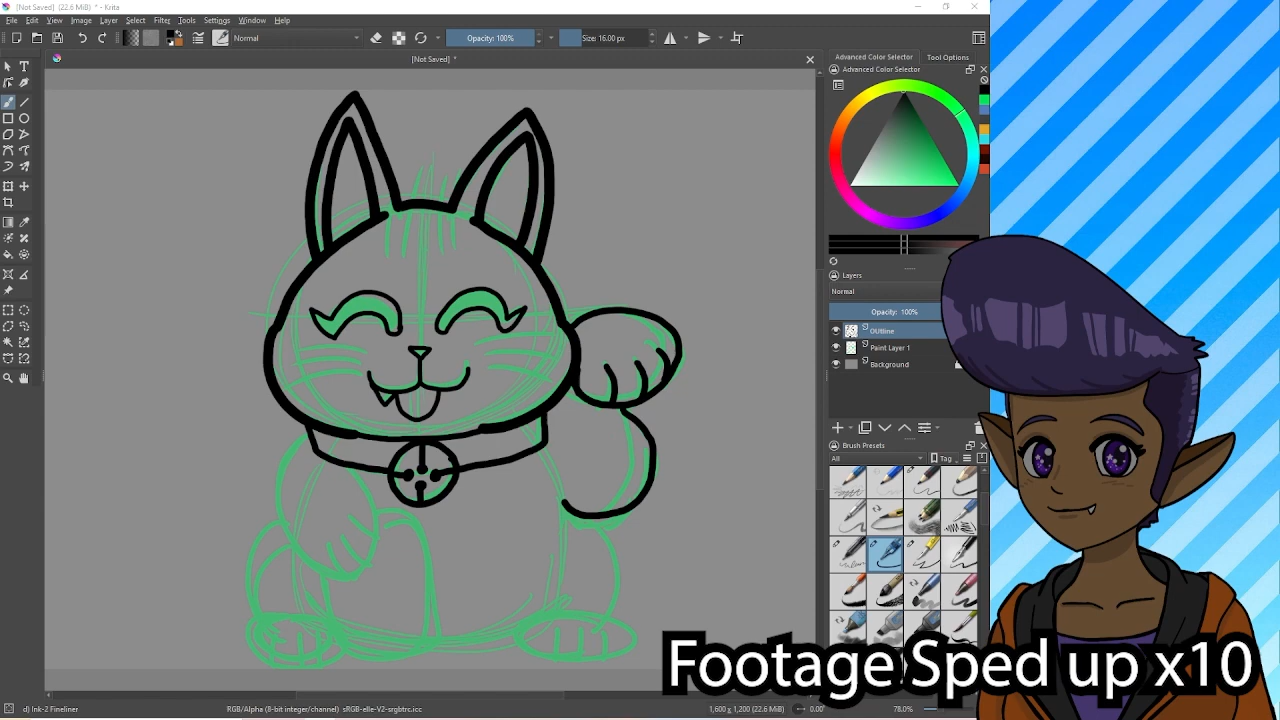 [Not Saved] (22.6 MiB) * - Krita
File Edit View Image Layer Select Filter Tools Settings Window Help
Normal
Opacity: 100%
Size: 16.00 px
[Not Saved] *
Advanced Color Selector Tool Options
Advanced Color Selector
Layers
Normal
Opacity: 100%
OUtline
Paint Layer 1
Background
Brush Presets
All
Tag
Footage Sped up x10
d) Ink-2 Fineliner
RGB/Alpha (8-bit integer/channel) sRGB-elle-V2-srgbtrc.icc
1,600 x 1,200 (22.6 MiB)
0.00°
78.0%